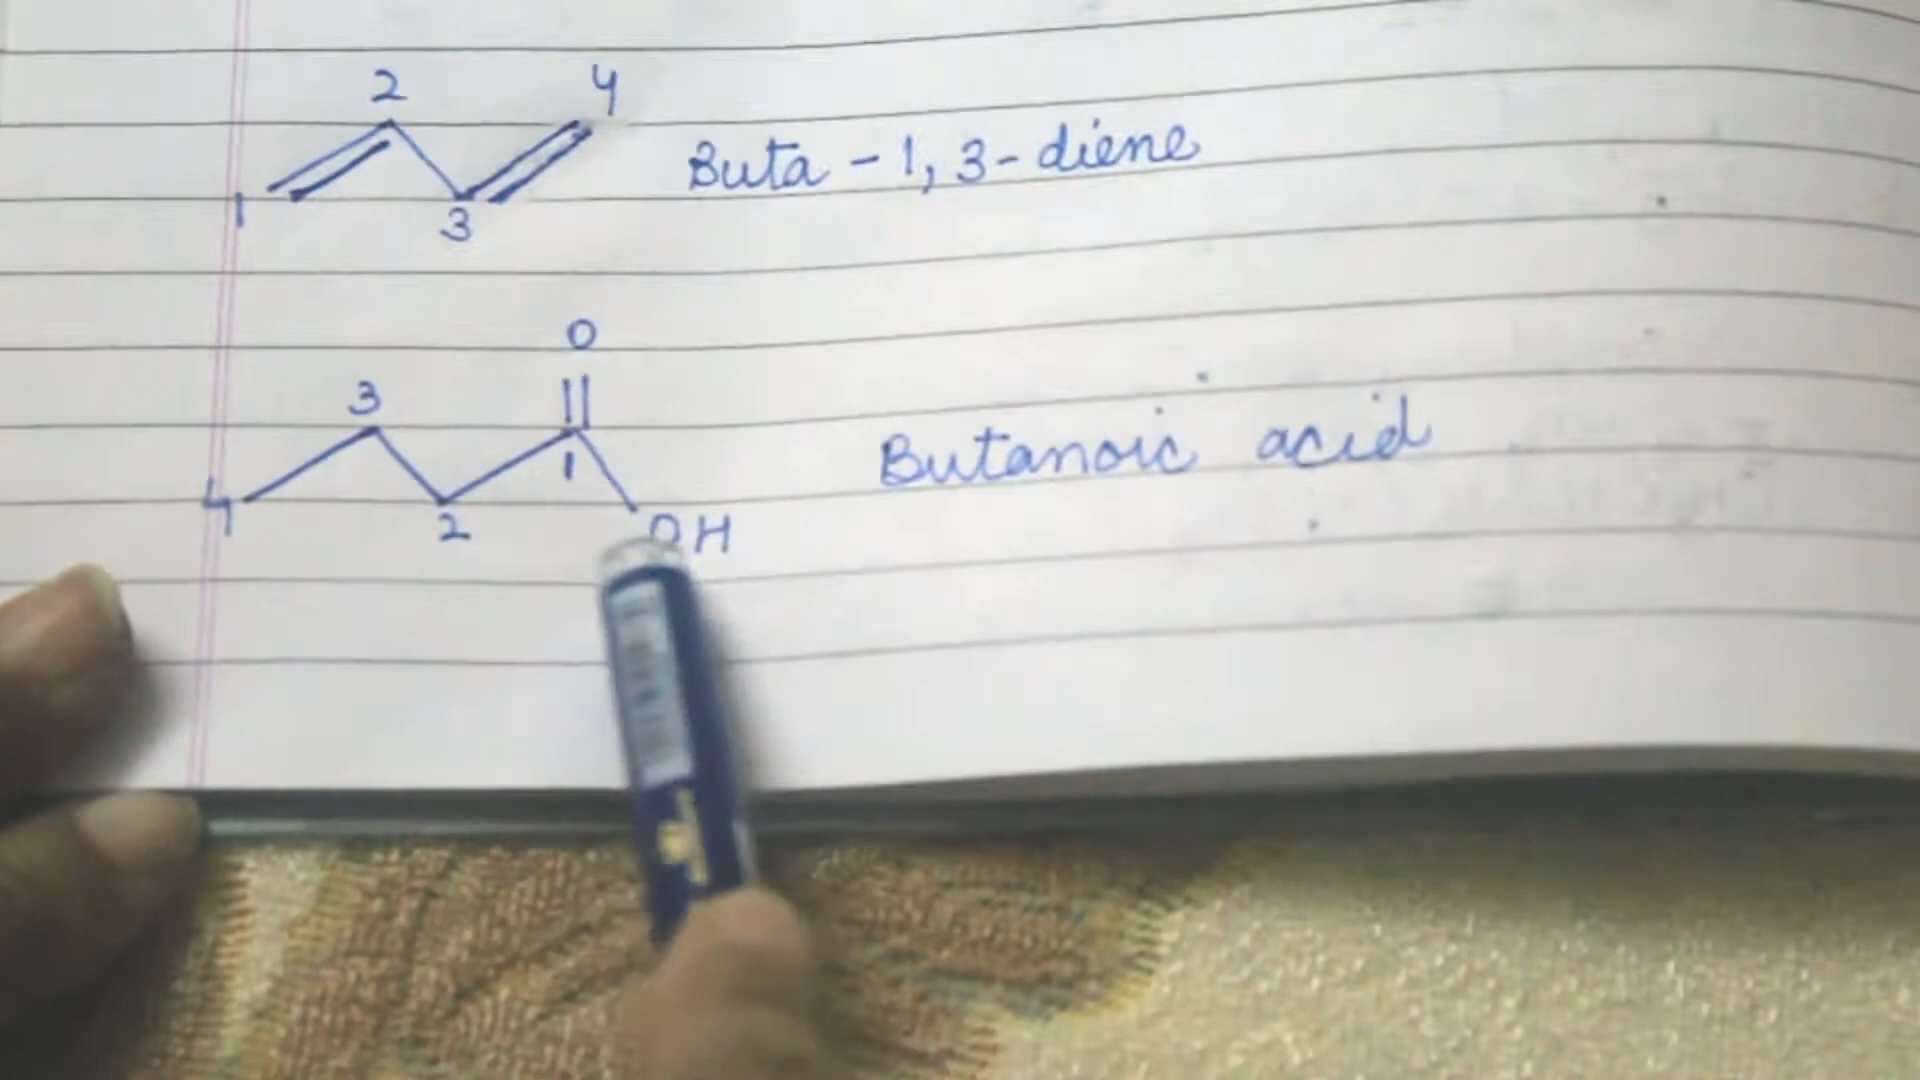 2 4
Buta - 1, 3 - diene
1 3
O
3
1
Butanoic acid
4 2 OH